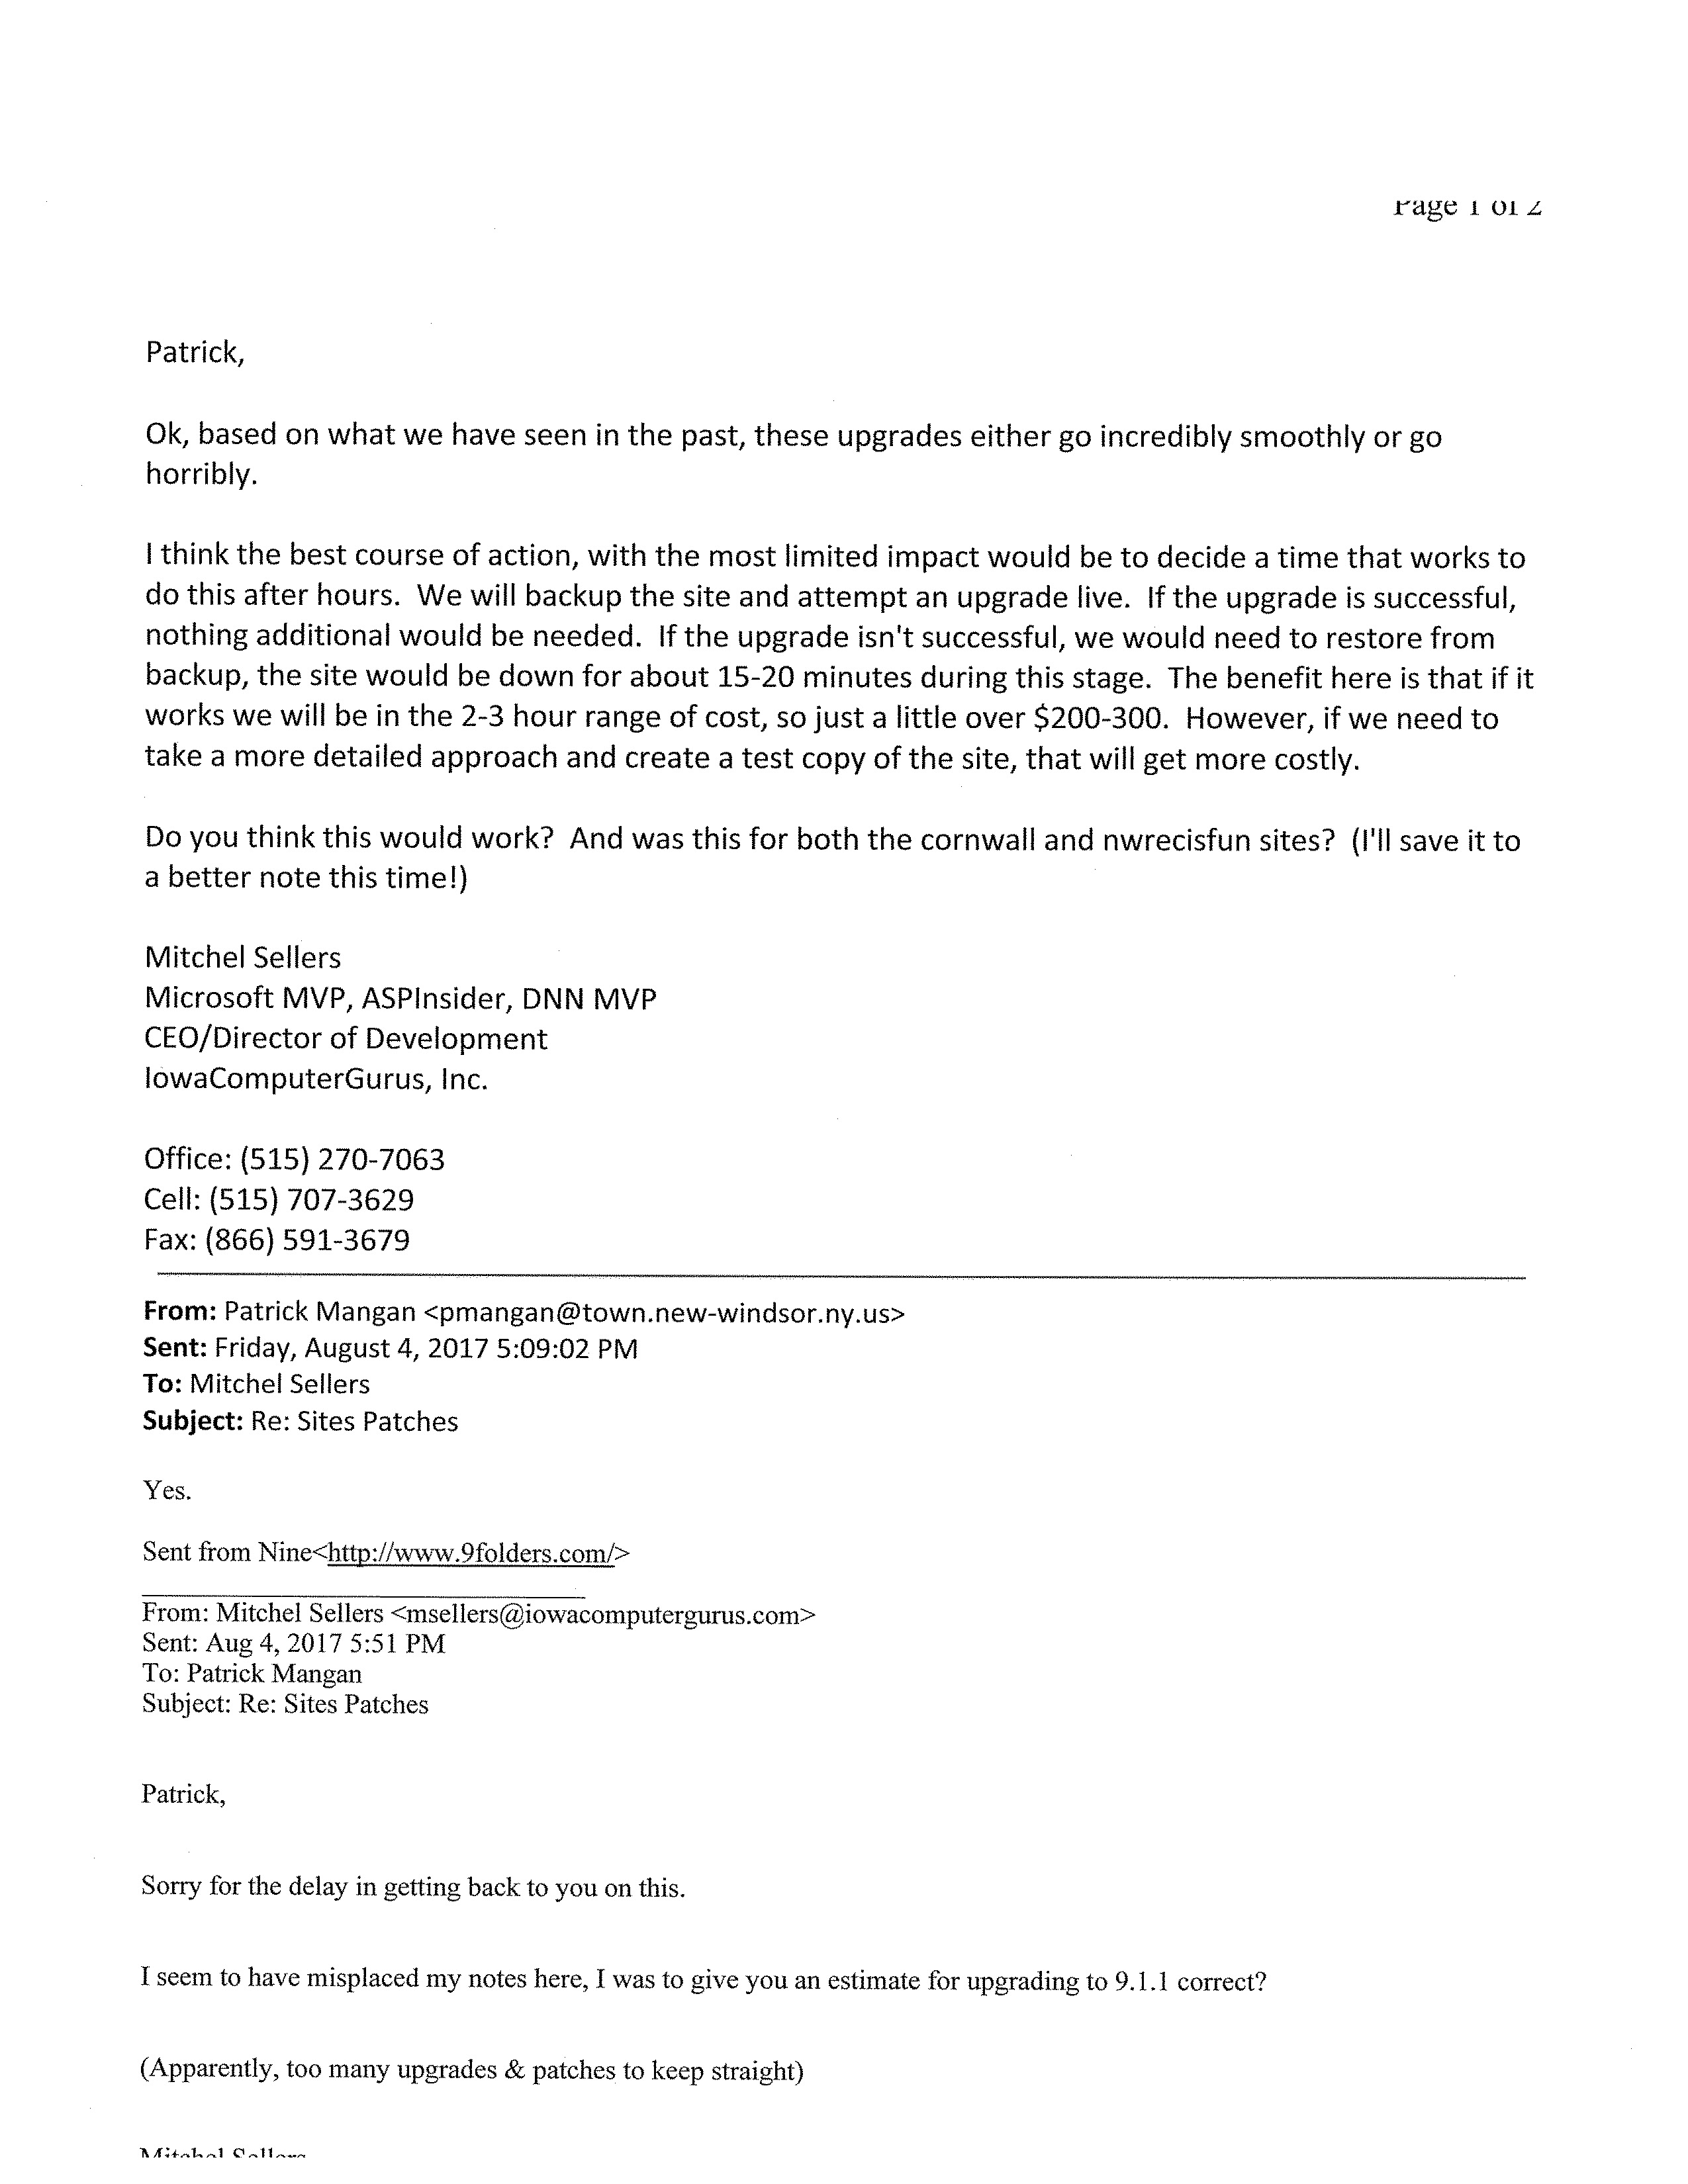 Page 1 of 2
Patrick,
Ok, based on what we have seen in the past, these upgrades either go incredibly smoothly or go
horribly.
I think the best course of action, with the most limited impact would be to decide a time that works to
do this after hours.  We will backup the site and attempt an upgrade live.  If the upgrade is successful,
nothing additional would be needed.  If the upgrade isn't successful, we would need to restore from
backup, the site would be down for about 15-20 minutes during this stage.  The benefit here is that if it
works we will be in the 2-3 hour range of cost, so just a little over $200-300.  However, if we need to
take a more detailed approach and create a test copy of the site, that will get more costly.
Do you think this would work?  And was this for both the cornwall and nwrecisfun sites?  (I'll save it to
a better note this time!)
Mitchel Sellers
Microsoft MVP, ASPInsider, DNN MVP
CEO/Director of Development
IowaComputerGurus, Inc.
Office: (515) 270-7063
Cell: (515) 707-3629
Fax: (866) 591-3679
From: Patrick Mangan <pmangan@town.new-windsor.ny.us>
Sent: Friday, August 4, 2017 5:09:02 PM
To: Mitchel Sellers
Subject: Re: Sites Patches
Yes.
Sent from Nine<http://www.9folders.com/>
From: Mitchel Sellers <msellers@iowacomputergurus.com>
Sent: Aug 4, 2017 5:51 PM
To: Patrick Mangan
Subject: Re: Sites Patches
Patrick,
Sorry for the delay in getting back to you on this.
I seem to have misplaced my notes here, I was to give you an estimate for upgrading to 9.1.1 correct?
(Apparently, too many upgrades & patches to keep straight)
Mitchel Sellers